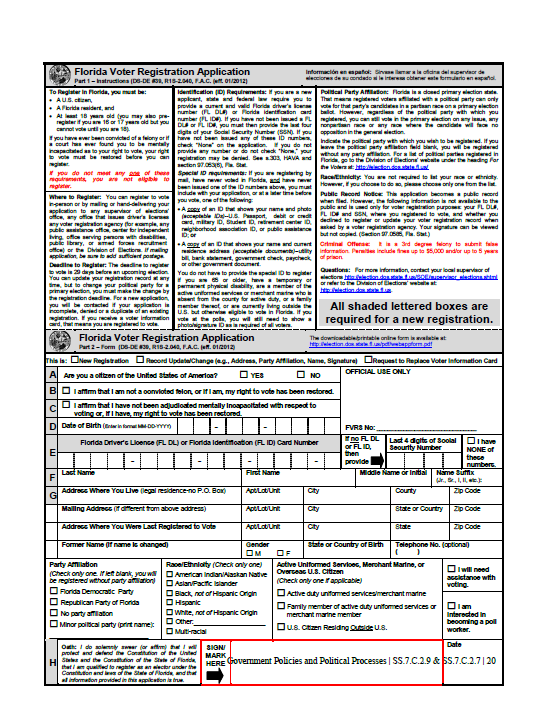 Florida Voter Registration Application
Part 1 – Instructions (DS-DE #39, R1S-2.040, F.A.C. (eff. 01/2012)
Información en español: Sírvase llamar a la oficina del supervisor de
elecciones de su condado si le interesa obtener este formulario en español.
To Register in Florida, you must be:
• A U.S. citizen,
• A Florida resident, and
• At least 18 years old (you may also pre-
register if you are 16 or 17 years old but you
cannot vote until you are 18).
If you have ever been convicted of a felony or if
a court has ever found you to be mentally
incapacitated as to your right to vote, your right
to vote must be restored before you can
register.
If you do not meet any one of these
requirements, you are not eligible to
register.
Where to Register: You can register to vote
in-person or by mailing or hand-delivering your
application to any supervisor of elections'
office, any office that issues driver's licenses
any voter registration agency (for example, any
public assistance office, center for independent
living, office serving persons with disabilities,
public library, or armed forces recruitment
office) or the Division of Elections. If mailing
application, be sure to add sufficient postage.
Deadline to Register: The deadline to register
to vote is 29 days before an upcoming election.
You can update your registration record at any
time, but to change your political party for a
primary election, you must make the change by
the registration deadline. For a new application,
you will be contacted if your application is
incomplete, denied or a duplicate of an existing
registration. If you receive a voter information
card, that means you are registered to vote.
Identification (ID) Requirements: If you are a new
applicant, state and federal law require you to
provide a current and valid Florida driver's license
number (FL DL#) or Florida identification card
number (FL ID#). If you have not been issued a FL
DL# or FL ID#, you must then provide the last four
digits of your Social Security Number (SSN). If you
have not been issued any of these ID numbers,
check "None" on the application. If you do not
provide any number or do not check "None," your
registration may be denied. See s.303, HAVA and
section 97.053(6), Fla. Stat.
Special ID requirements: If you are registering by
mail, have never voted in Florida, and have never
been issued one of the ID numbers above, you must
include with your application, or at a later time before
you vote, one of the following:
• A copy of an ID that shows your name and photo
(acceptable IDs)--U.S. Passport, debit or credit
card, military ID, Student ID, retirement center ID,
neighborhood association ID, or public assistance
ID; or
• A copy of an ID that shows your name and current
residence address (acceptable documents)--utility
bill, bank statement, government check, paycheck,
or other government document.
You do not have to provide the special ID to register
if you are 65 or older, have a temporary or
permanent physical disability, are a member of the
active uniformed services or merchant marine who is
absent from the county for active duty, or a family
member thereof, or are currently living outside the
U.S. but otherwise eligible to vote in Florida. If you
vote at the polls, you will still need to show a
photo/signature ID as is required of all voters.
Political Party Affiliation: Florida is a closed primary election state.
That means registered voters affiliated with a political party can only
vote for that party's candidates in a partisan race on a primary election
ballot. However, regardless of the political party with which you
registered, you can still vote in the primary election on any issue, any
nonpartisan race or any race where the candidate will face no
opposition in the general election.
Indicate the political party with which you wish to be registered. If you
leave the political party affiliation field blank, you will be registered
without any party affiliation. For a list of political parties registered in
Florida, go to the Division of Elections' website under the heading For
the Voters at: http://election.dos.state.fl.us/
Race/Ethnicity: You are not required to list your race or ethnicity.
However, if you choose to do so, please choose only one from the list.
Public Record Notice: This application becomes a public record
when filed. However, the following information is not available to the
public and is used only for voter registration purposes: your FL DL#,
FL ID# and SSN, where you registered to vote, and whether you
declined to register or update your voter registration record when
asked by a voter registration agency. Your signature can be viewed
but not copied. (Section 97.0585, Fla. Stat.)
Criminal Offense: It is a 3rd degree felony to submit false
information. Penalties include fines up to $5,000 and/or up to 5 years
of prison.
Questions: For more information, contact your local supervisor of
elections http://election.dos.state.fl.us/SOE/supervisor_elections.shtml
or refer to the Division of Elections' website at:
http://election.dos.state.fl.us
All shaded lettered boxes are
required for a new registration.
Florida Voter Registration Application
Part 2 – Form (DS-DE #39, R1S-2.040, F.A.C.) (eff. 01/2012)
The downloadable/printable online form is available at:
http://election.dos.state.fl.us/pdf/webappform.pdf
This is: New Registration Record Update/Change (e.g., Address, Party Affiliation, Name, Signature) Request to Replace Voter Information Card
A Are you a citizen of the United States of America? YES NO
OFFICIAL USE ONLY
B I affirm that I am not a convicted felon, or if I am, my right to vote has been restored.
C I affirm that I have not been adjudicated mentally incapacitated with respect to
voting or, if I have, my right to vote has been restored.
D Date of Birth (Enter in format MM-DD-YYYY) - -
FVRS No:
E Florida Driver's License (FL DL) or Florida Identification (FL ID) Card Number
- - - -
If no FL DL
or FL ID,
then
provide
Last 4 digits of Social
Security Number
I have
NONE of
these
numbers.
F Last Name First Name Middle Name or Initial Name Suffix
(Jr., Sr., I, II, etc.):
G Address Where You Live (legal residence-no P.O. Box) Apt/Lot/Unit City County Zip Code
Mailing Address (if different from above address) Apt/Lot/Unit City State or Country Zip Code
Address Where You Were Last Registered to Vote Apt/Lot/Unit City State Zip Code
Former Name (if name is changed) Gender
M F
State or Country of Birth Telephone No. (optional)
( )
Party Affiliation
(Check only one. If left blank, you will
be registered without party affiliation)
Florida Democratic Party
Republican Party of Florida
No party affiliation
Minor political party (print name):
Race/Ethnicity (Check only one)
American Indian/Alaskan Native
Asian/Pacific Islander
Black, not of Hispanic Origin
Hispanic
White, not of Hispanic Origin
Other:
Multi-racial
Active Uniformed Services, Merchant Marine, or
Overseas U.S. Citizen
(Check only one if applicable)
Active duty uniformed services/merchant marine
Family member of active duty uniformed services or
merchant marine member
U.S. Citizen Residing Outside U.S.
I will need
assistance with
voting.
I am
interested in
becoming a poll
worker.
H Oath: I do solemnly swear (or affirm) that I will
protect and defend the Constitution of the United
States and the Constitution of the State of Florida,
that I am qualified to register as an elector under the
Constitution and laws of the State of Florida, and that
all information provided in this application is true.
SIGN/
MARK
HERE
Date
Government Policies and Political Processes | SS.7.C.2.9 & SS.7.C.2.7 | 20